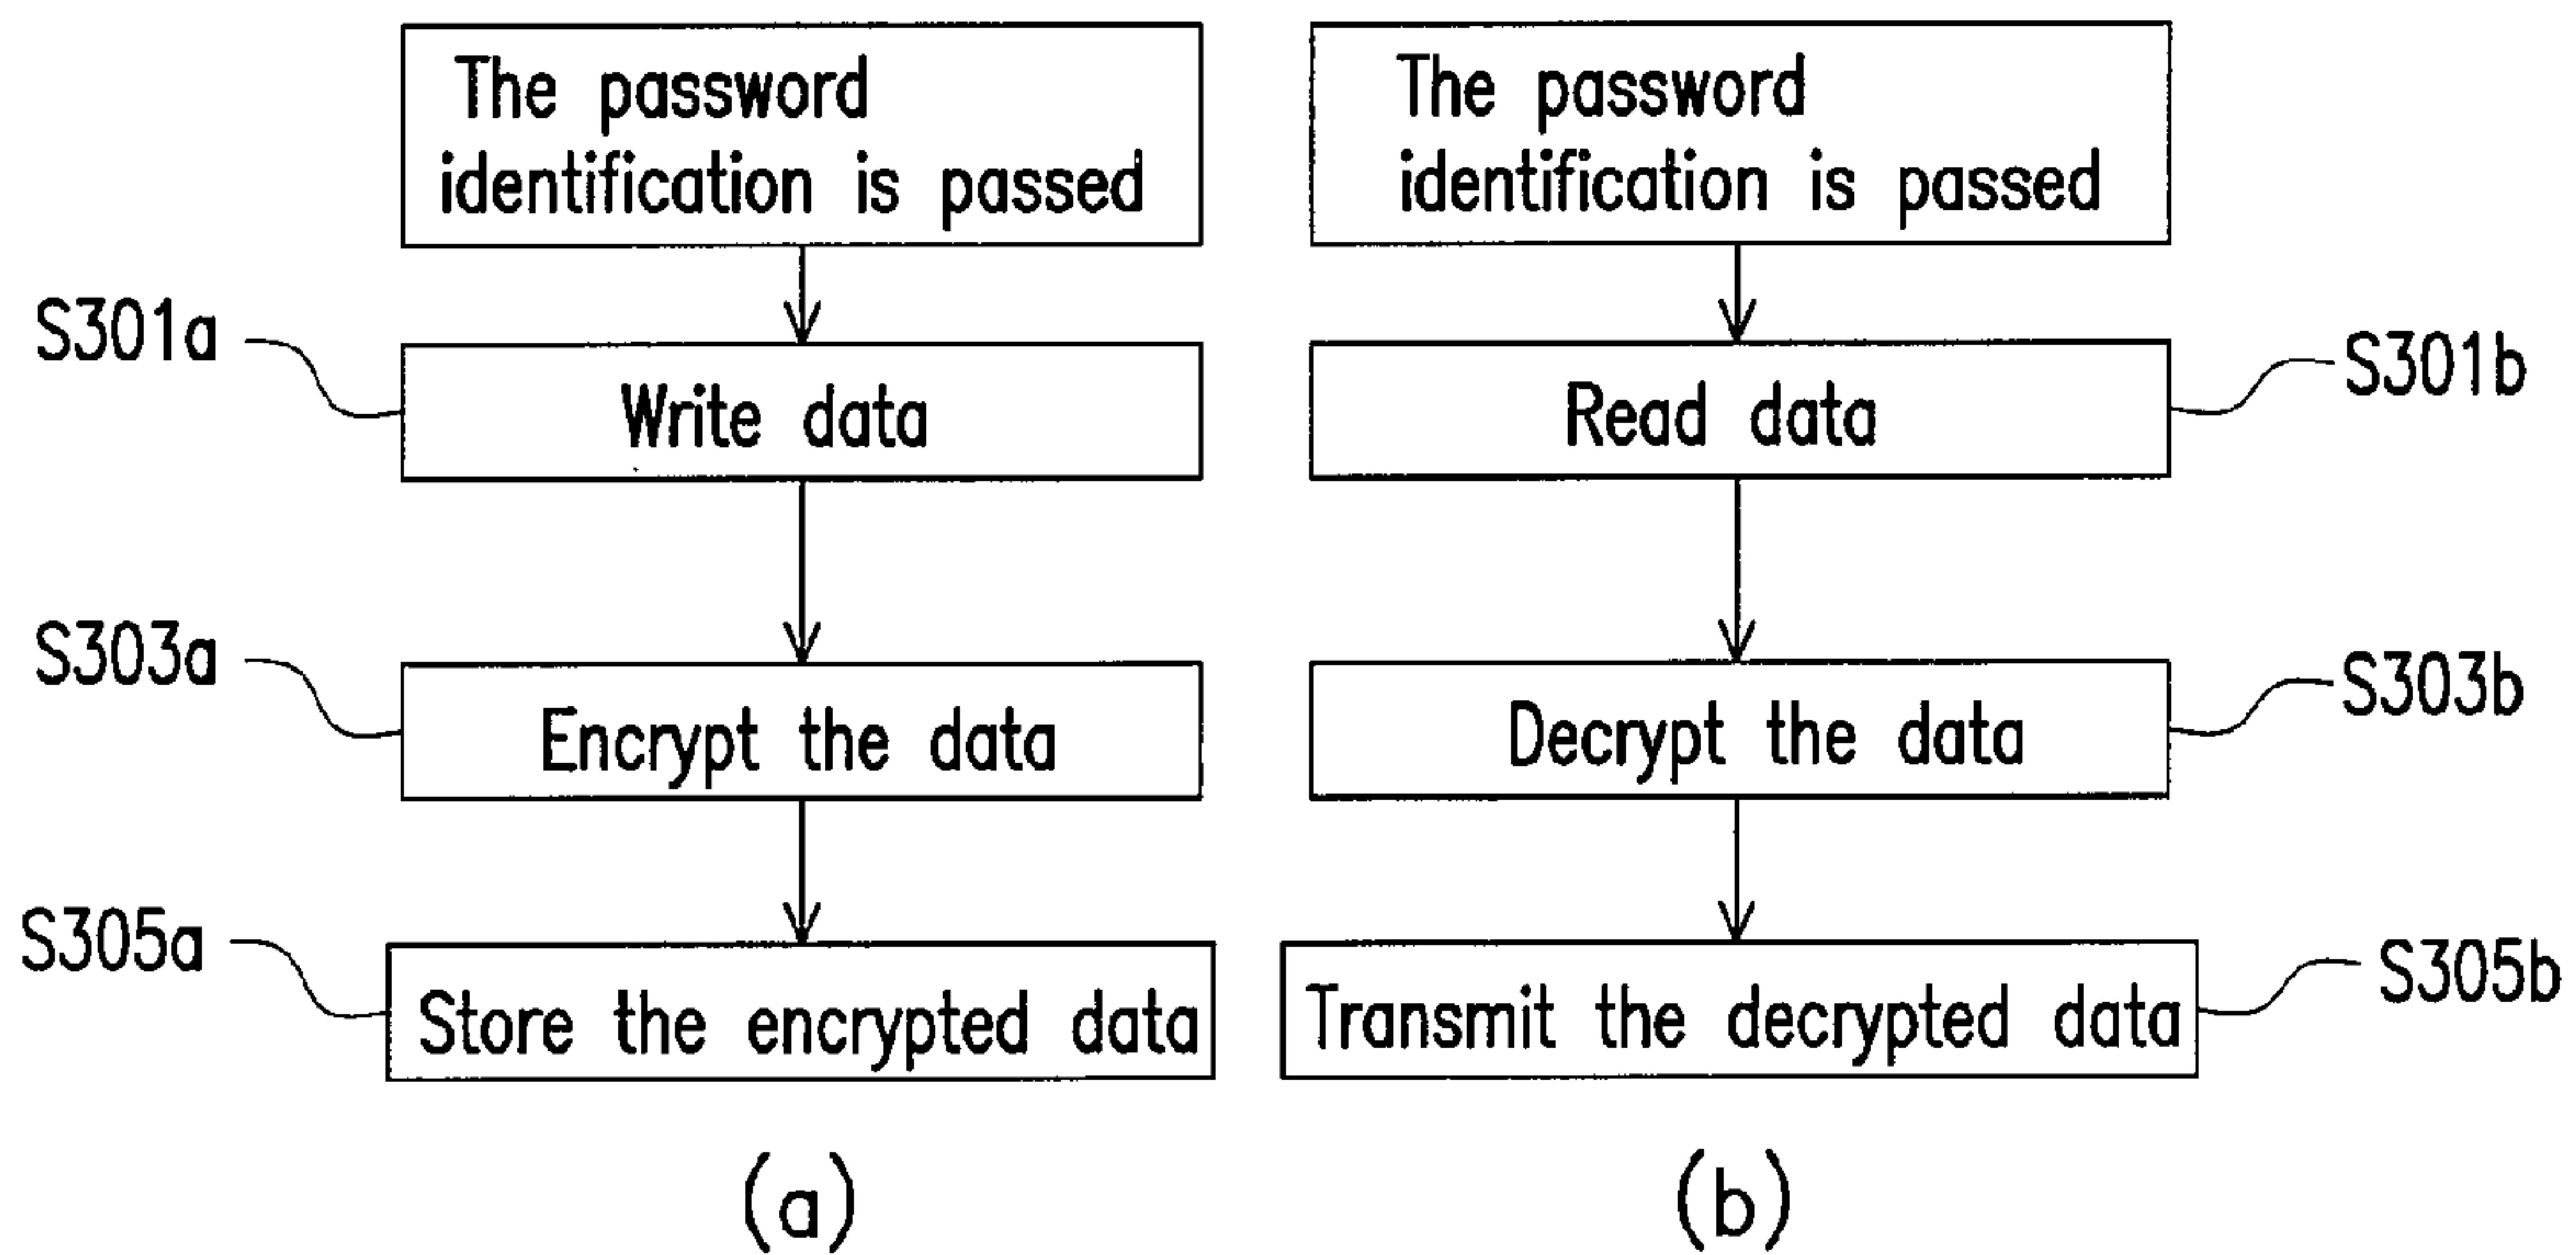 The password
identification is passed
S301a
Write data
S303a
Encrypt the data
S305a
Store the encrypted data
(a)
The password
identification is passed
S301b
Read data
S303b
Decrypt the data
S305b
Transmit the decrypted data
(b)